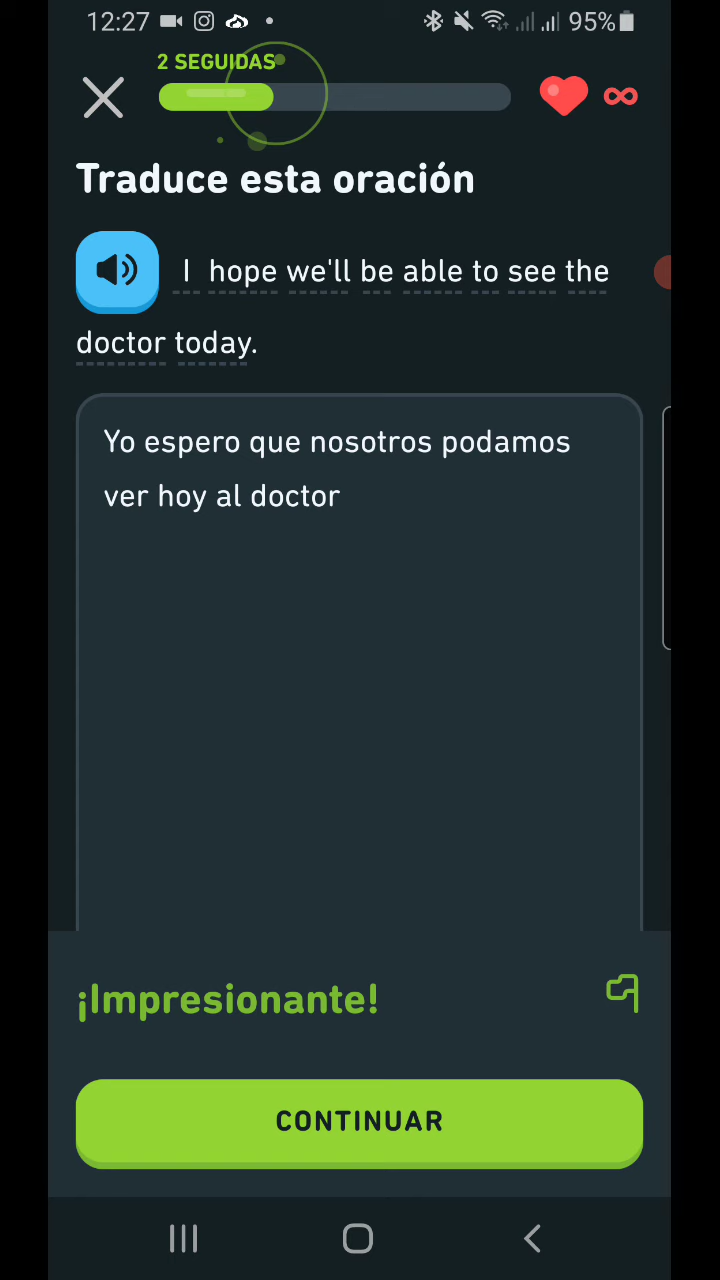 12:27 95%
2 SEGUIDAS
Traduce esta oración
I hope we'll be able to see the
doctor today.
Yo espero que nosotros podamos
ver hoy al doctor
¡Impresionante!
CONTINUAR